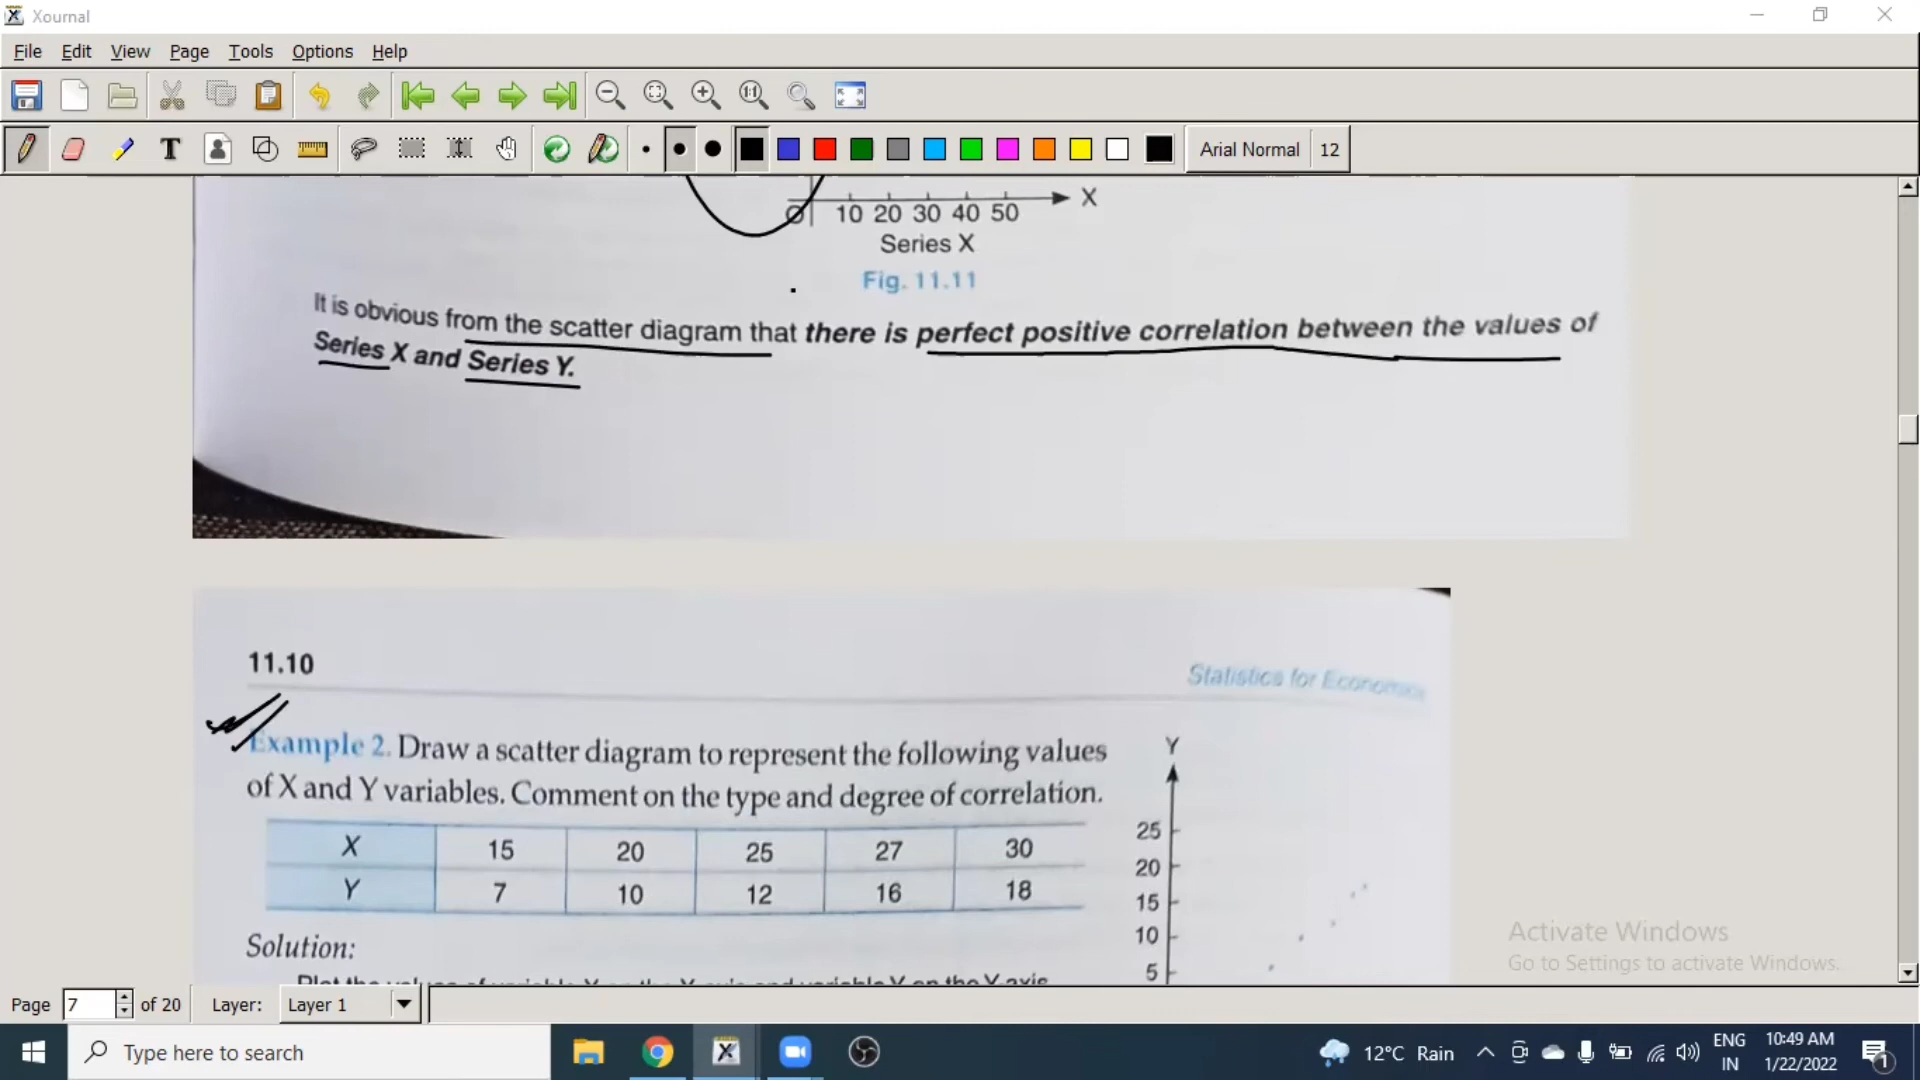 Xournal
File Edit View Page Tools Options Help
T Arial Normal 12
X
O 10 20 30 40 50
Series X
Fig. 11.11
It is obvious from the scatter diagram that there is perfect positive correlation between the values of
Series X and Series Y.
11.10
Statistics for Economics
Example 2. Draw a scatter diagram to represent the following values
of X and Y variables. Comment on the type and degree of correlation.
X 15 20 25 27 30
Y 7 10 12 16 18
Solution:
Y
25
20
15
10
5
Activate Windows
Go to Settings to activate Windows.
Page 7 of 20 Layer: Layer 1
Type here to search
12°C Rain
ENG
IN
10:49 AM
1/22/2022
1